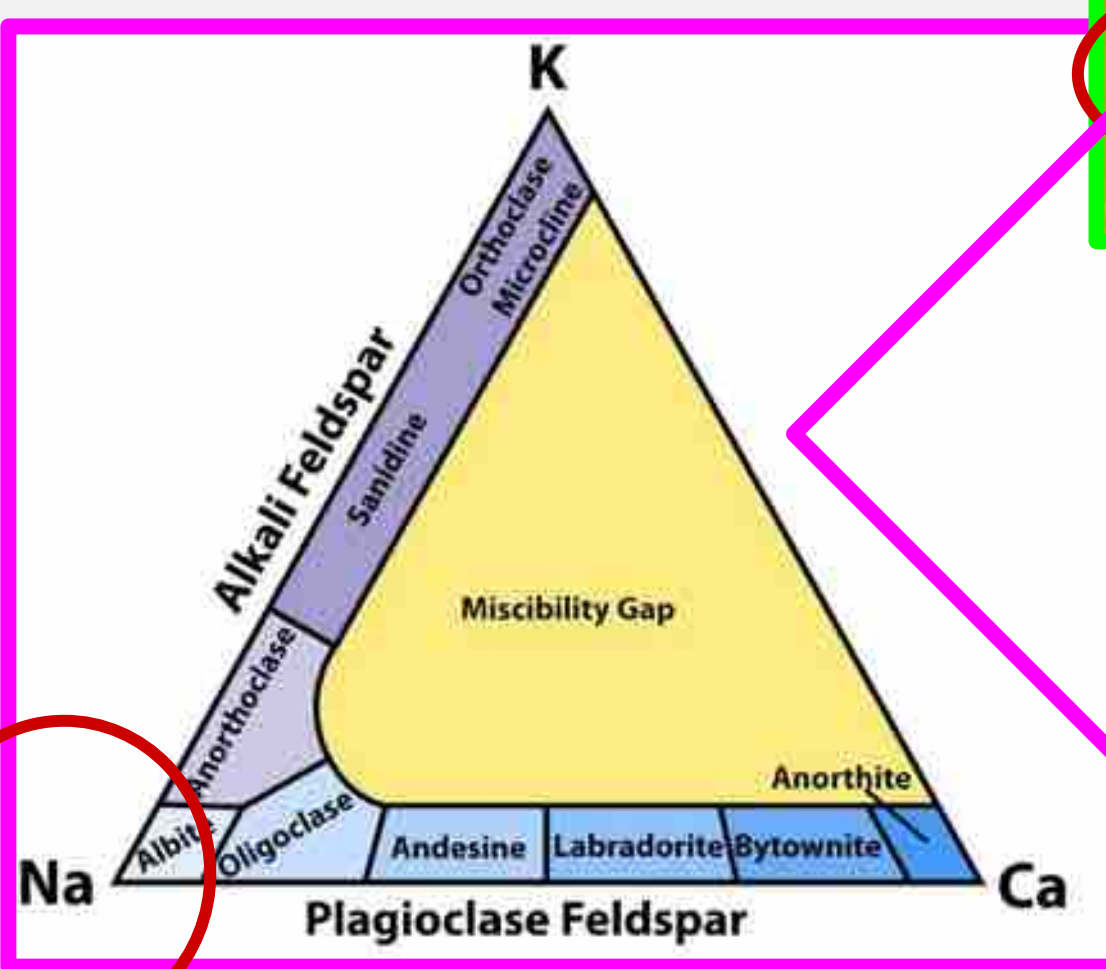 K
Orthoclase
Microcline
Alkali Feldspar
Sanidine
Miscibility Gap
Anorthoclase
Anorthite
Albite
Oligoclase
Andesine
Labradorite
Bytownite
Na
Ca
Plagioclase Feldspar